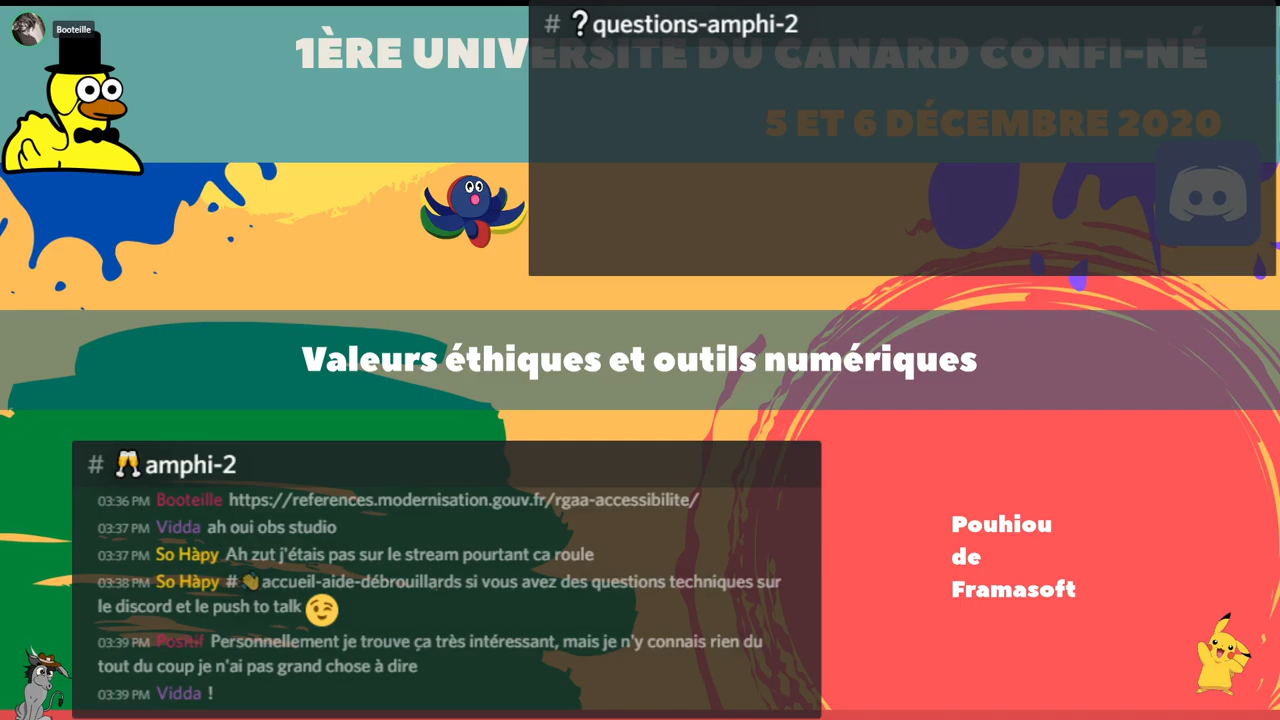 Booteille
# ❓questions-amphi-2
1ÈRE UNIVERSITÉ DU CANARD CONFI-NÉ
5 ET 6 DÉCEMBRE 2020
Valeurs éthiques et outils numériques
# 🥂amphi-2
03:36 PM Booteille https://references.modernisation.gouv.fr/rgaa-accessibilite/
03:37 PM Vidda ah oui obs studio
03:37 PM So Hàpy Ah zut j'étais pas sur le stream pourtant ca roule
03:38 PM So Hàpy # 👋accueil-aide-débrouillards si vous avez des questions techniques sur
le discord et le push to talk 😉
03:39 PM Positif Personnellement je trouve ça très intéressant, mais je n'y connais rien du
tout du coup je n'ai pas grand chose à dire
03:39 PM Vidda !
Pouhiou
de
Framasoft